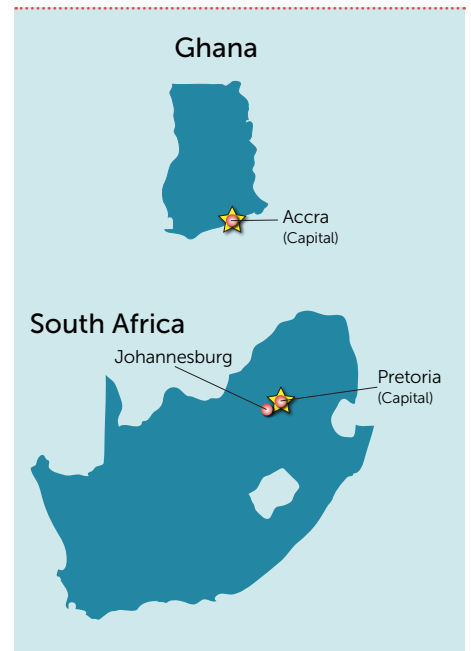 Ghana
Accra
(Capital)
South Africa
Johannesburg
Pretoria
(Capital)